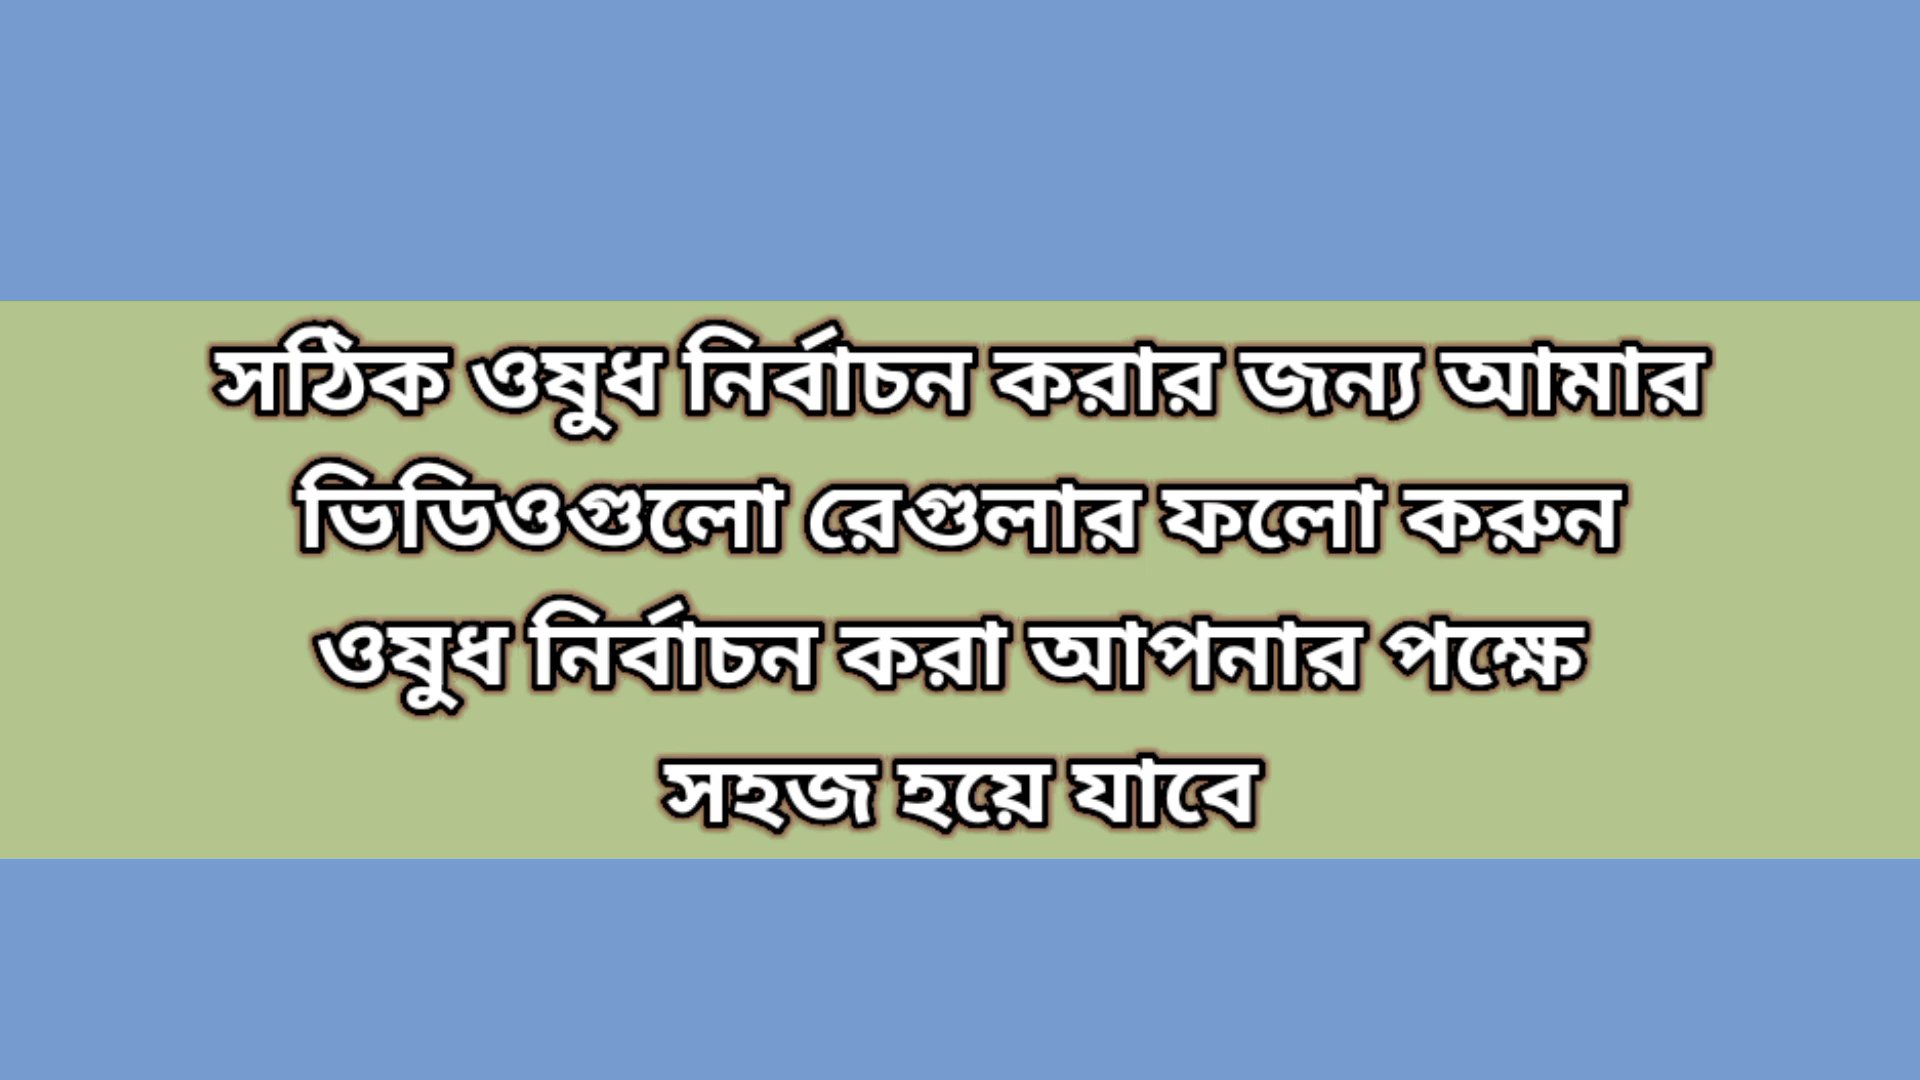 সঠিক ওষুধ নির্বাচন করার জন্য আমার
ভিডিওগুলো রেগুলার ফলো করুন
ওষুধ নির্বাচন করা আপনার পক্ষে
সহজ হয়ে যাবে